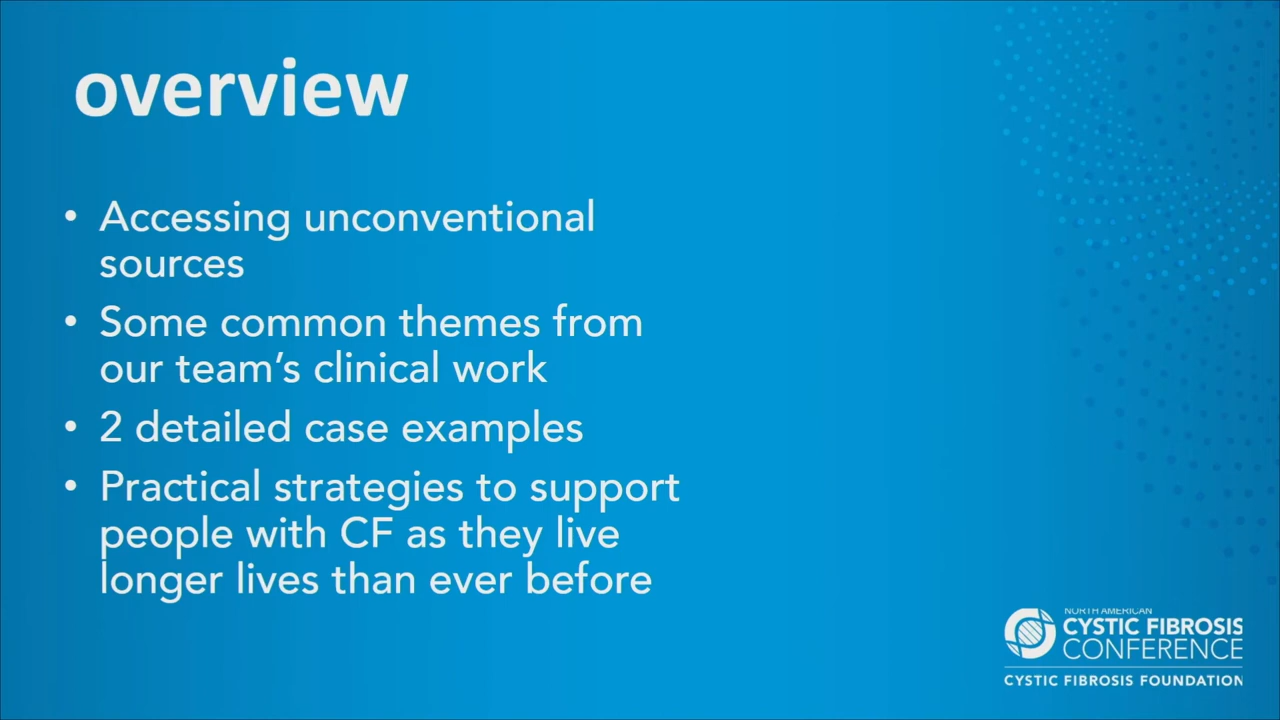 overview
• Accessing unconventional
sources
• Some common themes from
our team's clinical work
• 2 detailed case examples
• Practical strategies to support
people with CF as they live
longer lives than ever before
NORTH AMERICAN
CYSTIC FIBROSIS
CONFERENCE
CYSTIC FIBROSIS FOUNDATION